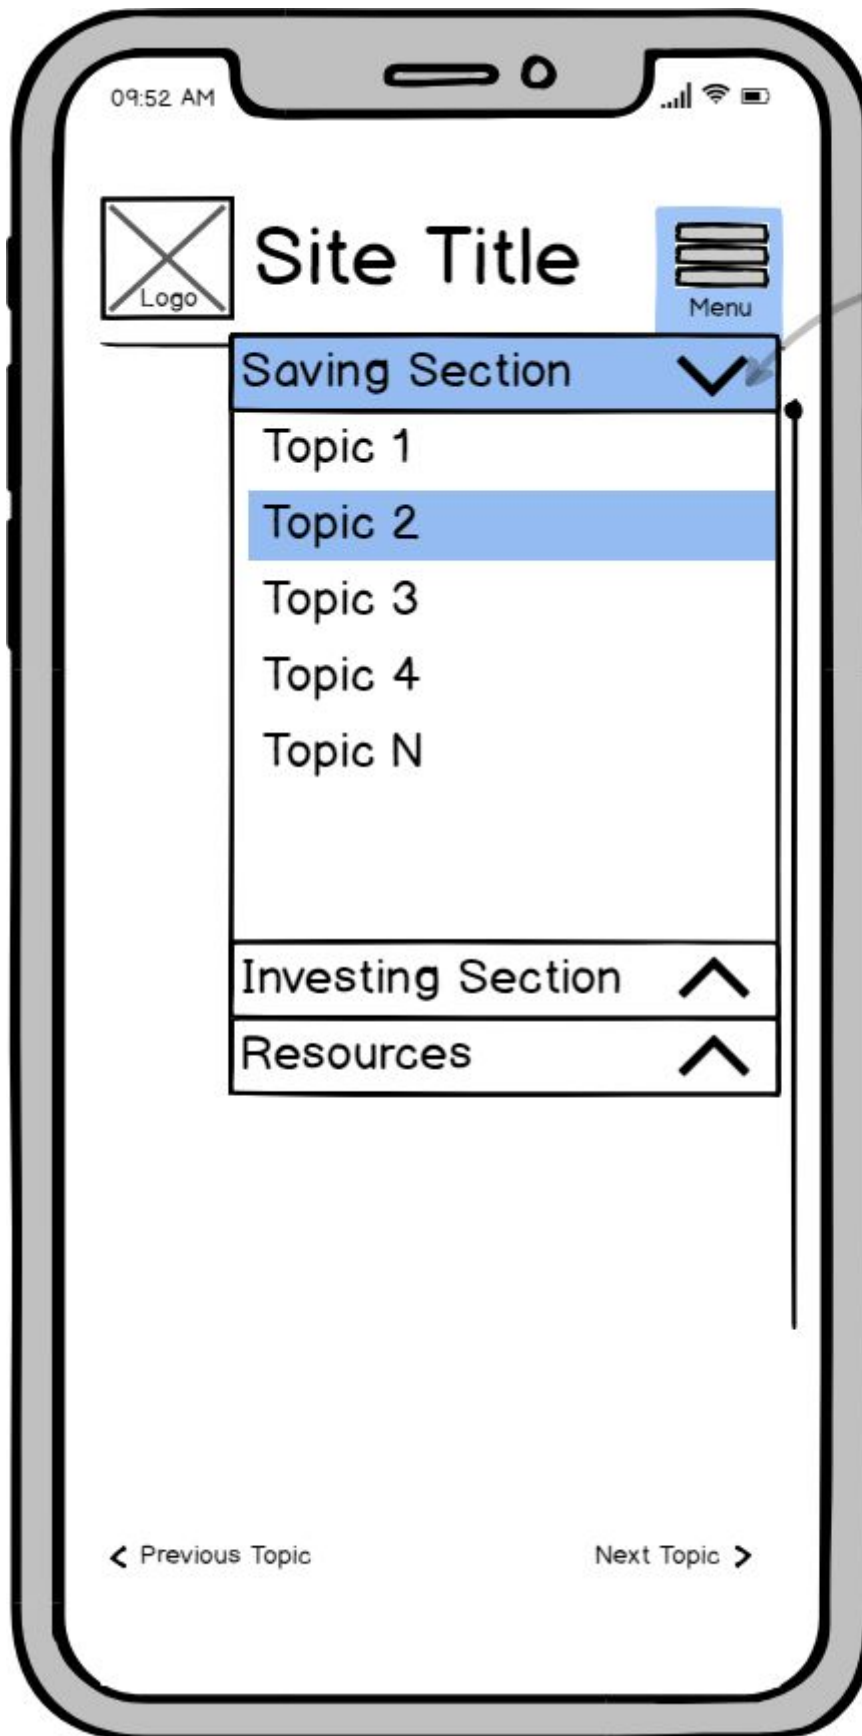 09:52 AM
Logo
Site Title
Menu
Saving Section
Topic 1
Topic 2
Topic 3
Topic 4
Topic N
Investing Section
Resources
Previous Topic
Next Topic